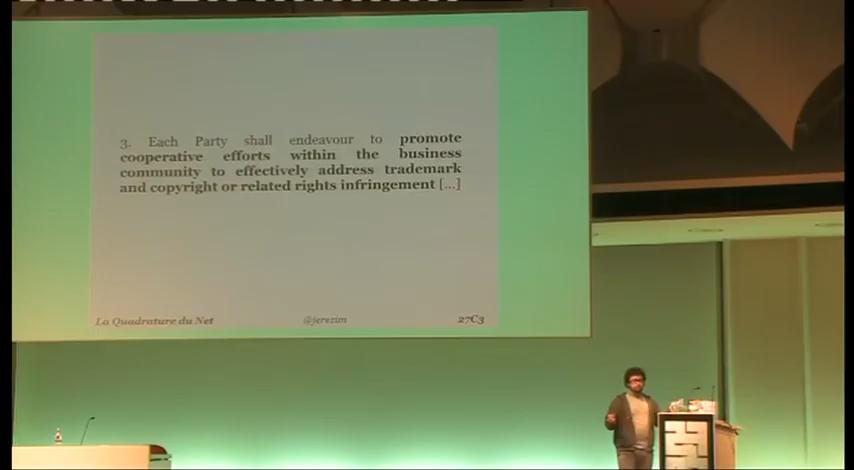 3. Each Party shall endeavour to promote
cooperative efforts within the business
community to effectively address trademark
and copyright or related rights infringement [...]
La Quadrature du Net
@jerezim
27C3